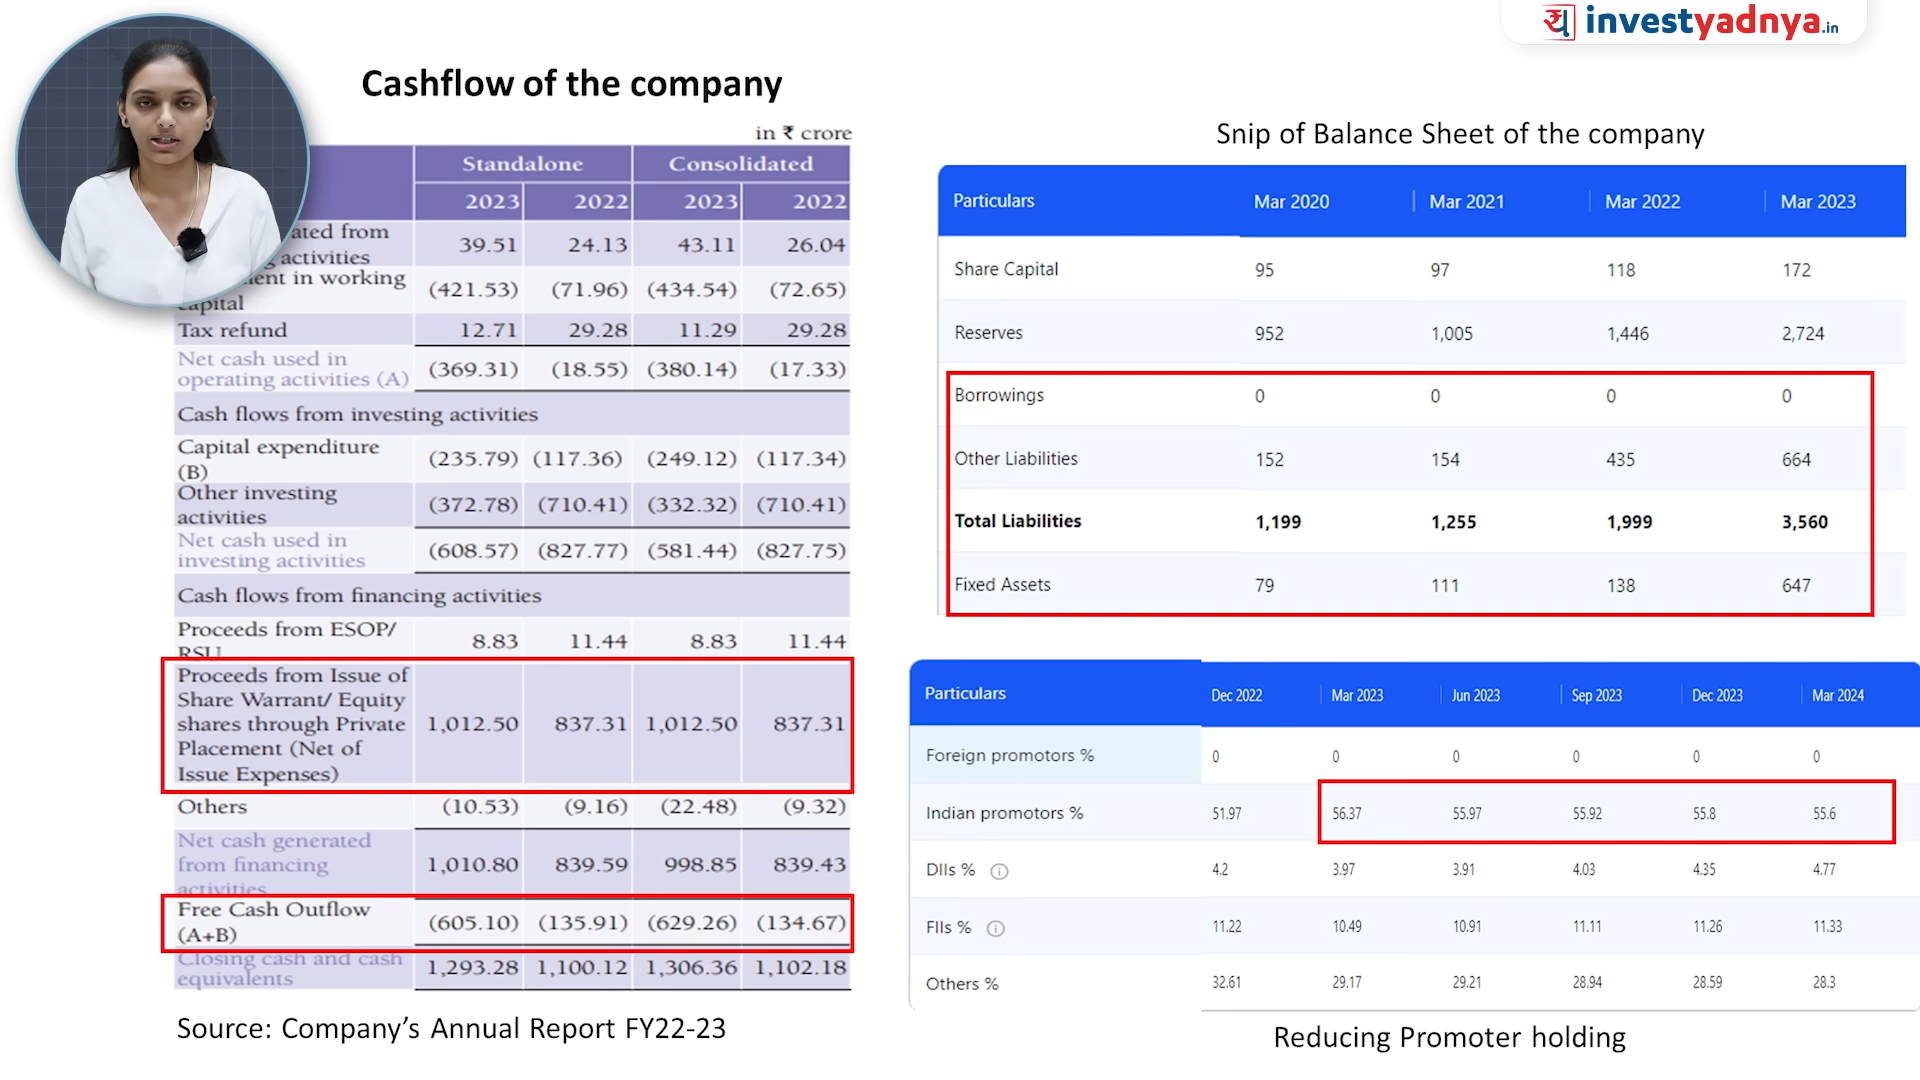 investyadnya.in
Cashflow of the company
in ₹ crore
Standalone Consolidated
2023 2022 2023 2022
ated from
activities 39.51 24.13 43.11 26.04
in working
capital (421.53) (71.96) (434.54) (72.65)
Tax refund 12.71 29.28 11.29 29.28
Net cash used in
operating activities (A) (369.31) (18.55) (380.14) (17.33)
Cash flows from investing activities
Capital expenditure
(B) (235.79) (117.36) (249.12) (117.34)
Other investing
activities (372.78) (710.41) (332.32) (710.41)
Net cash used in
investing activities (608.57) (827.77) (581.44) (827.75)
Cash flows from financing activities
Proceeds from ESOP/
RSU 8.83 11.44 8.83 11.44
Proceeds from Issue of
Share Warrant/ Equity
shares through Private 1,012.50 837.31 1,012.50 837.31
Placement (Net of
Issue Expenses)
Others (10.53) (9.16) (22.48) (9.32)
Net cash generated
from financing 1,010.80 839.59 998.85 839.43
activities
Free Cash Outflow
(A+B) (605.10) (135.91) (629.26) (134.67)
Closing cash and cash
equivalents 1,293.28 1,100.12 1,306.36 1,102.18
Source: Company’s Annual Report FY22-23
Snip of Balance Sheet of the company
Particulars Mar 2020 Mar 2021 Mar 2022 Mar 2023
Share Capital 95 97 118 172
Reserves 952 1,005 1,446 2,724
Borrowings 0 0 0 0
Other Liabilities 152 154 435 664
Total Liabilities 1,199 1,255 1,999 3,560
Fixed Assets 79 111 138 647
Particulars Dec 2022 Mar 2023 Jun 2023 Sep 2023 Dec 2023 Mar 2024
Foreign promotors % 0 0 0 0 0 0
Indian promotors % 51.97 56.37 55.97 55.92 55.8 55.6
DIIs % 4.2 3.97 3.91 4.03 4.35 4.77
FIIs % 11.22 10.49 10.91 11.11 11.26 11.33
Others % 32.61 29.17 29.21 28.94 28.59 28.3
Reducing Promoter holding